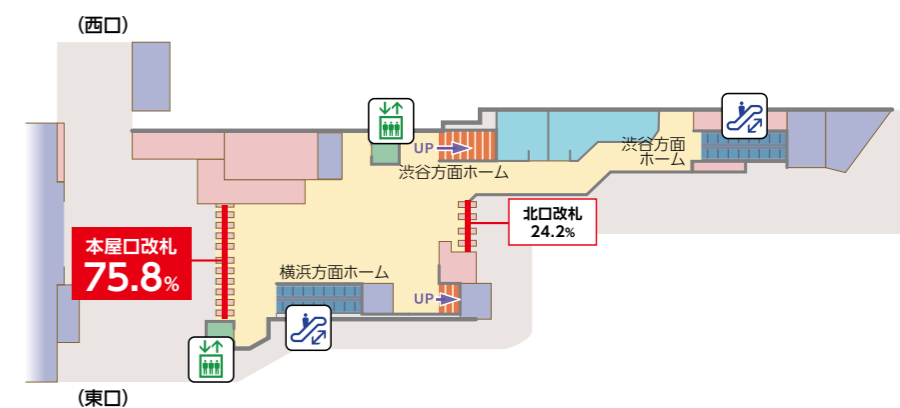 （西口）
UP
渋谷方面ホーム
渋谷方面
ホーム
本屋口改札
75.8%
北口改札
24.2%
横浜方面ホーム
UP
（東口）